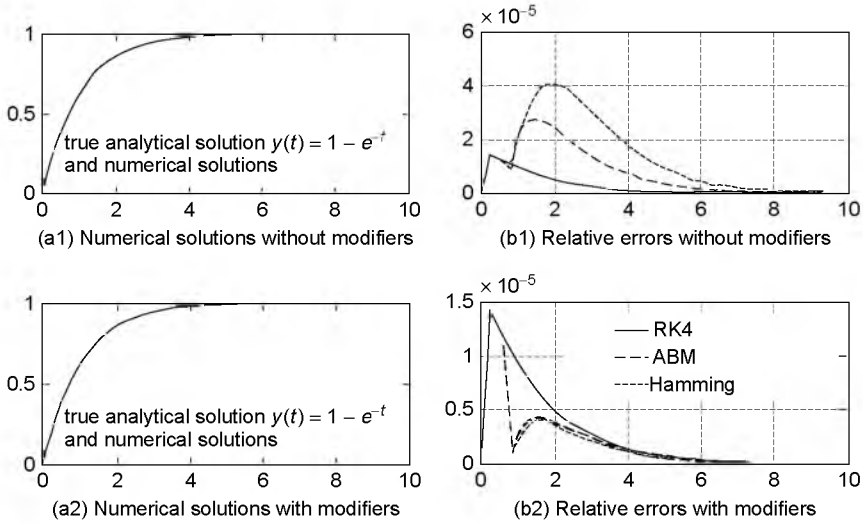 1
0.5
0
0 2 4 6 8 10
true analytical solution y(t) = 1 − e^−t
and numerical solutions
(a1) Numerical solutions without modifiers
× 10^−5
6
4
2
0
0 2 4 6 8 10
(b1) Relative errors without modifiers
1
0.5
0
0 2 4 6 8 10
true analytical solution y(t) = 1 − e^−t
and numerical solutions
(a2) Numerical solutions with modifiers
× 10^−5
1.5
1.0
0.5
0
0 2 4 6 8 10
RK4
ABM
Hamming
(b2) Relative errors with modifiers